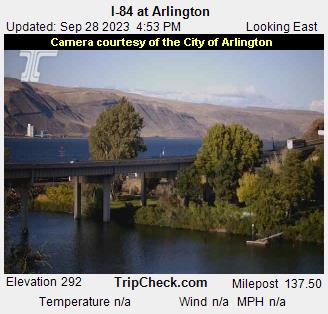 I-84 at Arlington
Updated: Sep 28 2023 4:53 PM Looking East
Camera courtesy of the City of Arlington
Elevation 292 TripCheck.com Milepost 137.50
Temperature n/a Wind n/a MPH n/a